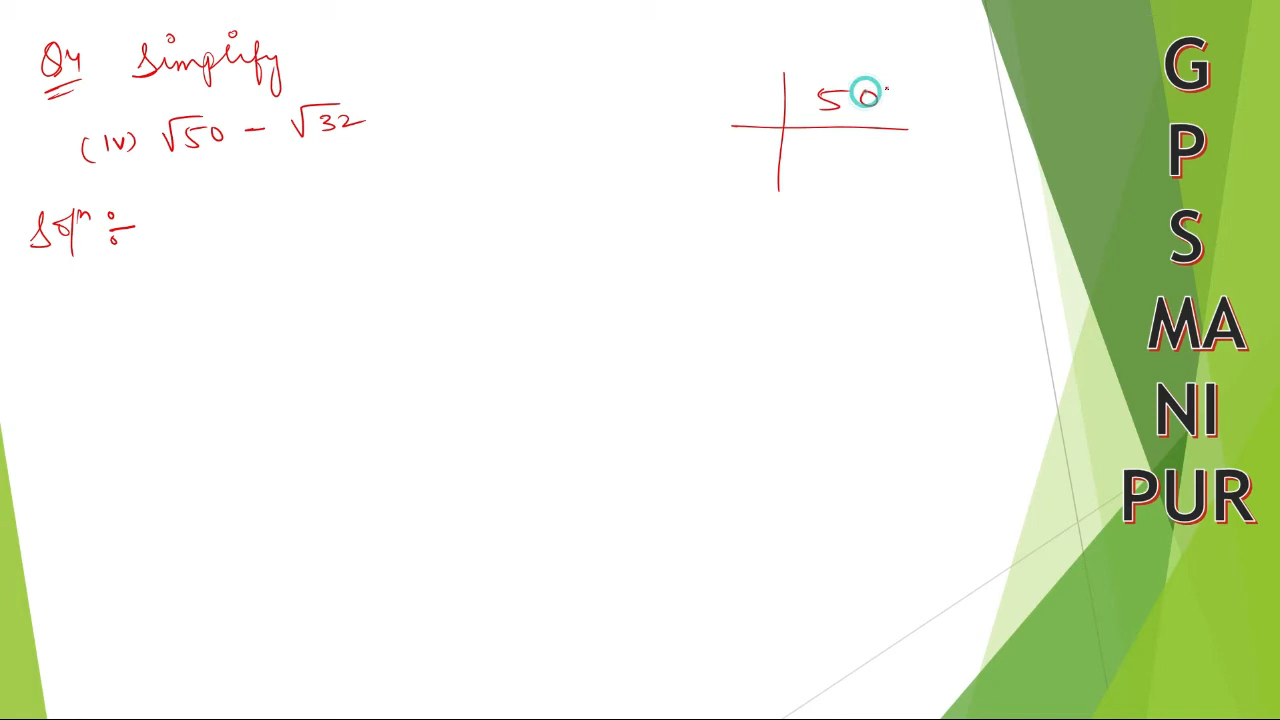 Q4 Simplify
(iv) √50 - √32
Solⁿ ÷
50
G
P
S
MA
NI
PUR